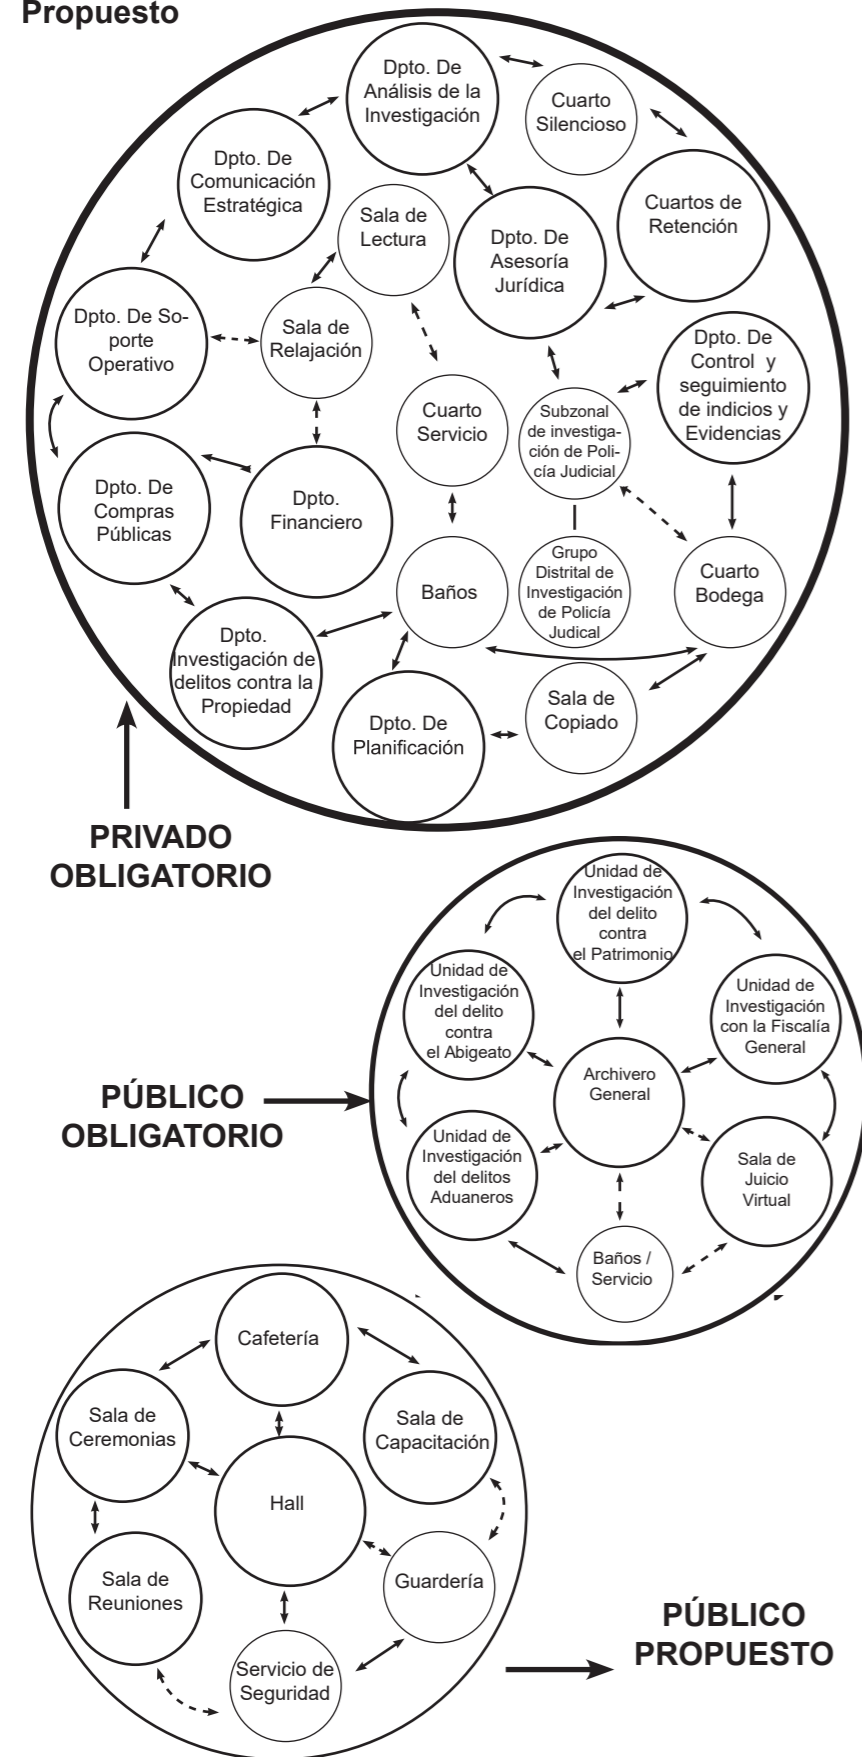 Propuesto
Dpto. De
Análisis de la
Investigación
Cuarto
Silencioso
Dpto. De
Comunicación
Estratégica
Sala de
Lectura
Dpto. De
Asesoría
Jurídica
Cuartos de
Retención
Dpto. De So-
porte
Operativo
Sala de
Relajación
Dpto. De
Control y
seguimiento
de indicios y
Evidencias
Cuarto
Servicio
Subzonal
de investiga-
ción de Poli-
cía Judicial
Dpto. De
Compras
Públicas
Dpto.
Financiero
Baños
Grupo
Distrital de
Investigación
de Policía
Judical
Cuarto
Bodega
Dpto.
Investigación de
delitos contra la
Propiedad
Dpto. De
Planificación
Sala de
Copiado
PRIVADO
OBLIGATORIO
Unidad de
Investigación
del delito
contra
el Patrimonio
Unidad de
Investigación
del delito
contra
el Abigeato
Unidad de
Investigación
con la Fiscalía
General
Archivero
General
PÚBLICO
OBLIGATORIO
Unidad de
Investigación
del delitos
Aduaneros
Sala de
Juicio
Virtual
Baños /
Servicio
Cafetería
Sala de
Ceremonias
Sala de
Capacitación
Hall
Sala de
Reuniones
Guardería
Servicio de
Seguridad
PÚBLICO
PROPUESTO